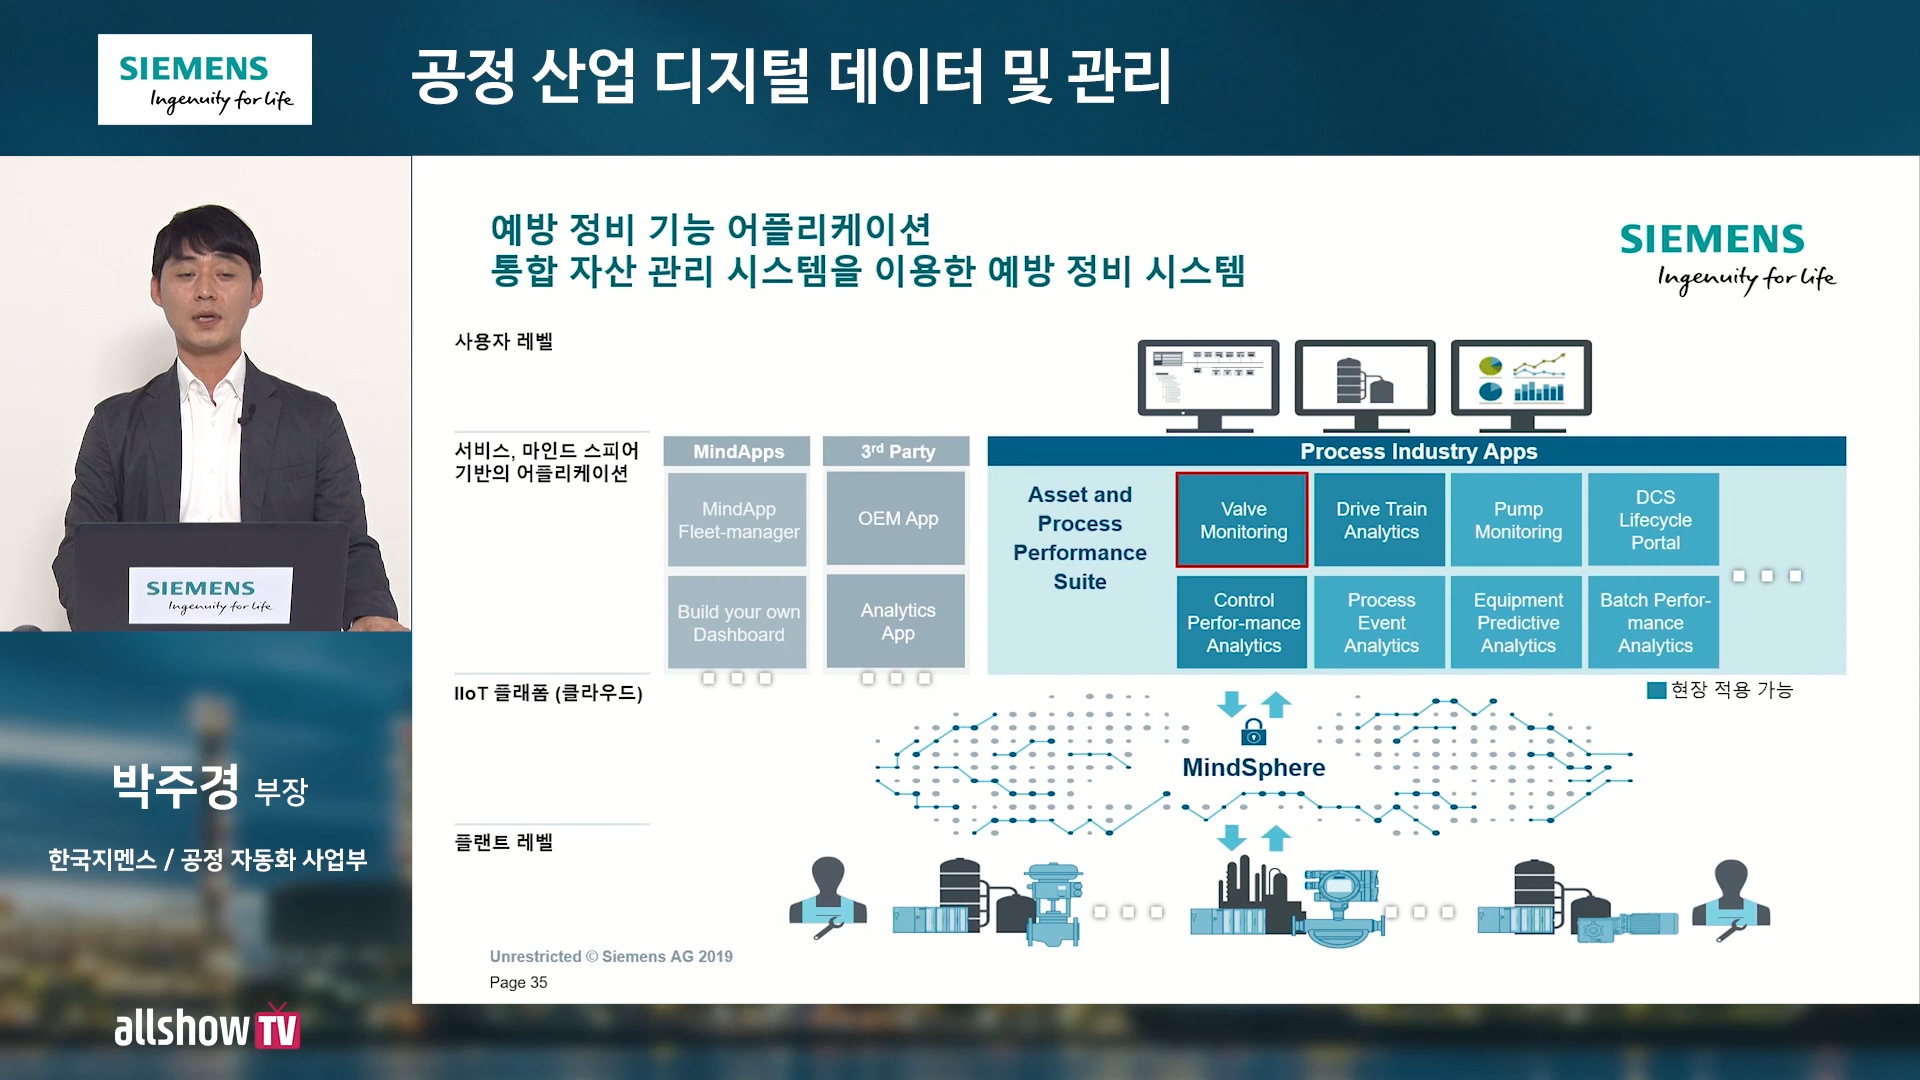 SIEMENS
Ingenuity for life
공정 산업 디지털 데이터 및 관리
예방 정비 기능 어플리케이션
통합 자산 관리 시스템을 이용한 예방 정비 시스템
SIEMENS
Ingenuity for life
사용자 레벨
서비스, 마인드 스피어
기반의 어플리케이션
MindApps
MindApp
Fleet-manager
Build your own
Dashboard
3rd Party
OEM App
Analytics
App
Process Industry Apps
Asset and
Process
Performance
Suite
Valve
Monitoring
Drive Train
Analytics
Pump
Monitoring
DCS
Lifecycle
Portal
Control
Perfor-mance
Analytics
Process
Event
Analytics
Equipment
Predictive
Analytics
Batch Perfor-
mance
Analytics
현장 적용 가능
IIoT 플래폼 (클라우드)
MindSphere
플랜트 레벨
Unrestricted © Siemens AG 2019
Page 35
SIEMENS
Ingenuity for life
박주경 부장
한국지멘스 / 공정 자동화 사업부
allshowTV